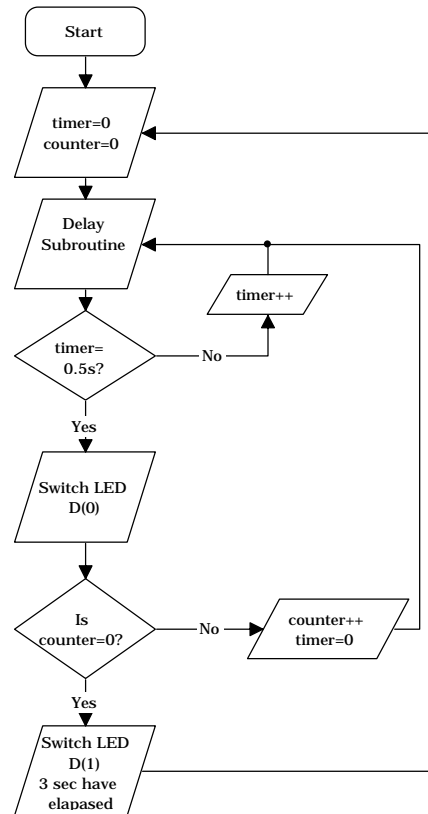 Start
timer=0
counter=0
Delay
Subroutine
timer++
timer=
0.5s?
No
Yes
Switch LED
D(0)
Is
counter=0?
No
counter++
timer=0
Yes
Switch LED
D(1)
3 sec have
elapased